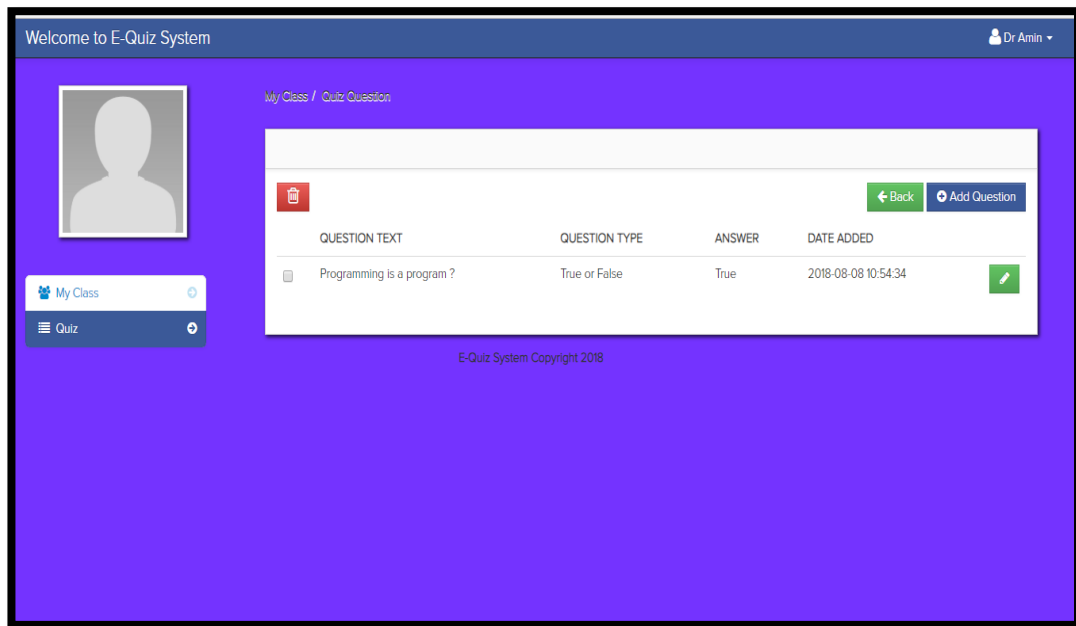 Welcome to E-Quiz System
Dr Amin
My Class / Quiz Question
Back
Add Question
QUESTION TEXT QUESTION TYPE ANSWER DATE ADDED
Programming is a program ? True or False True 2018-08-08 10:54:34
My Class
Quiz
E-Quiz System Copyright 2018